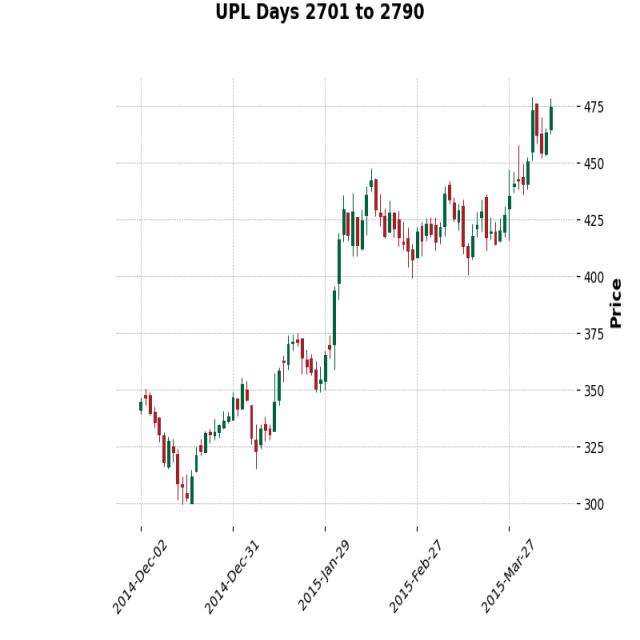 UPL Days 2701 to 2790
475
450
425
400
375
350
325
300
Price
2014-Dec-02
2014-Dec-31
2015-Jan-29
2015-Feb-27
2015-Mar-27